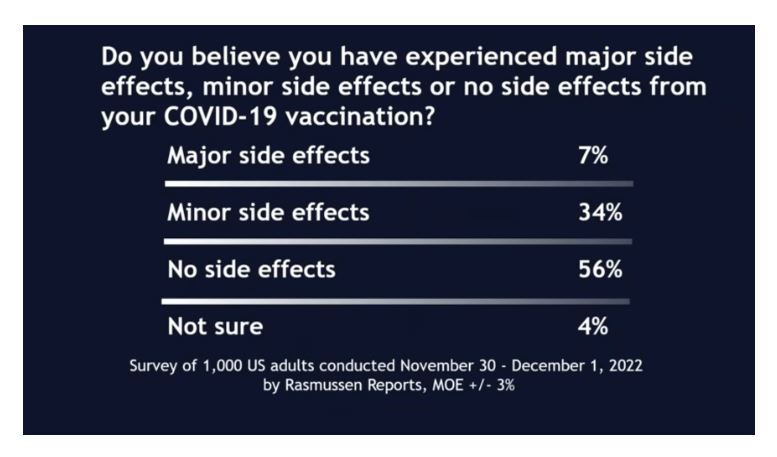 Do you believe you have experienced major side
effects, minor side effects or no side effects from
your COVID-19 vaccination?
Major side effects 7%
Minor side effects 34%
No side effects 56%
Not sure 4%
Survey of 1,000 US adults conducted November 30 - December 1, 2022
by Rasmussen Reports, MOE +/- 3%